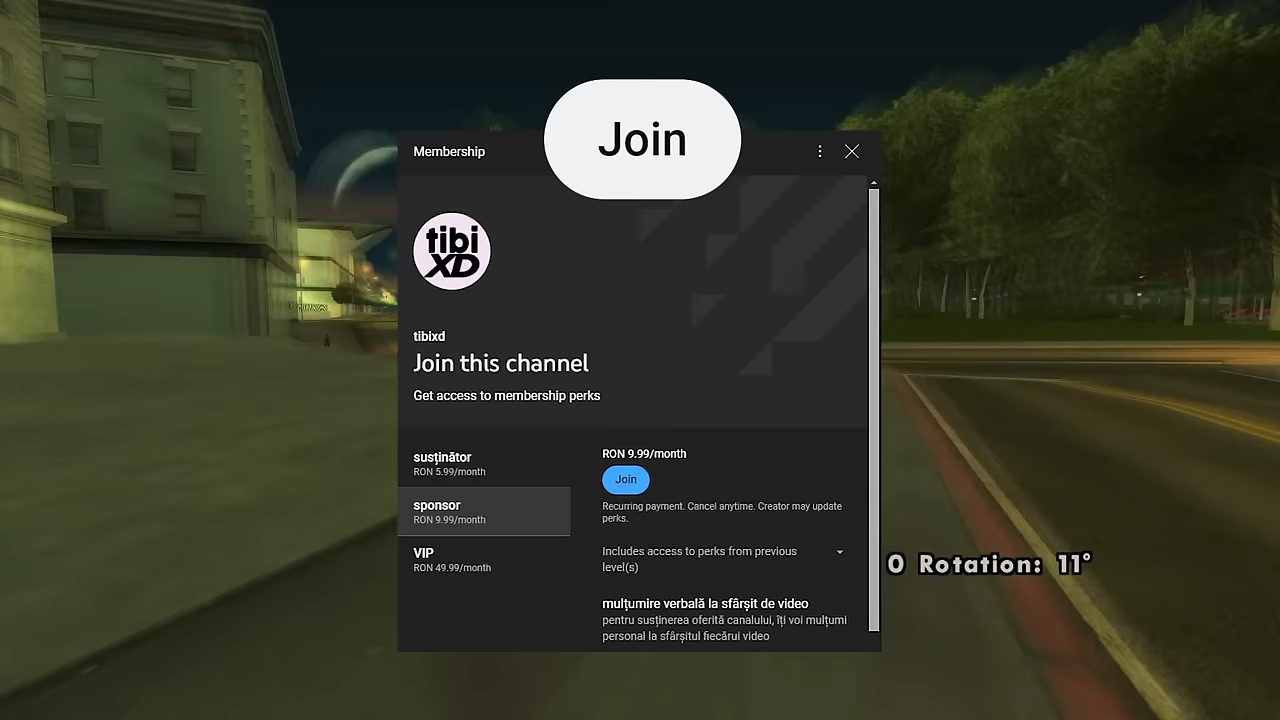 Join
Membership
tibi
XD
tibixd
Join this channel
Get access to membership perks
susținător
RON 5.99/month
sponsor
RON 9.99/month
VIP
RON 49.99/month
RON 9.99/month
Join
Recurring payment. Cancel anytime. Creator may update
perks.
Includes access to perks from previous
level(s)
mulțumire verbală la sfârșit de video
pentru susținerea oferită canalului, îți voi mulțumi
personal la sfârșitul fiecărui video
0 Rotation: 11°